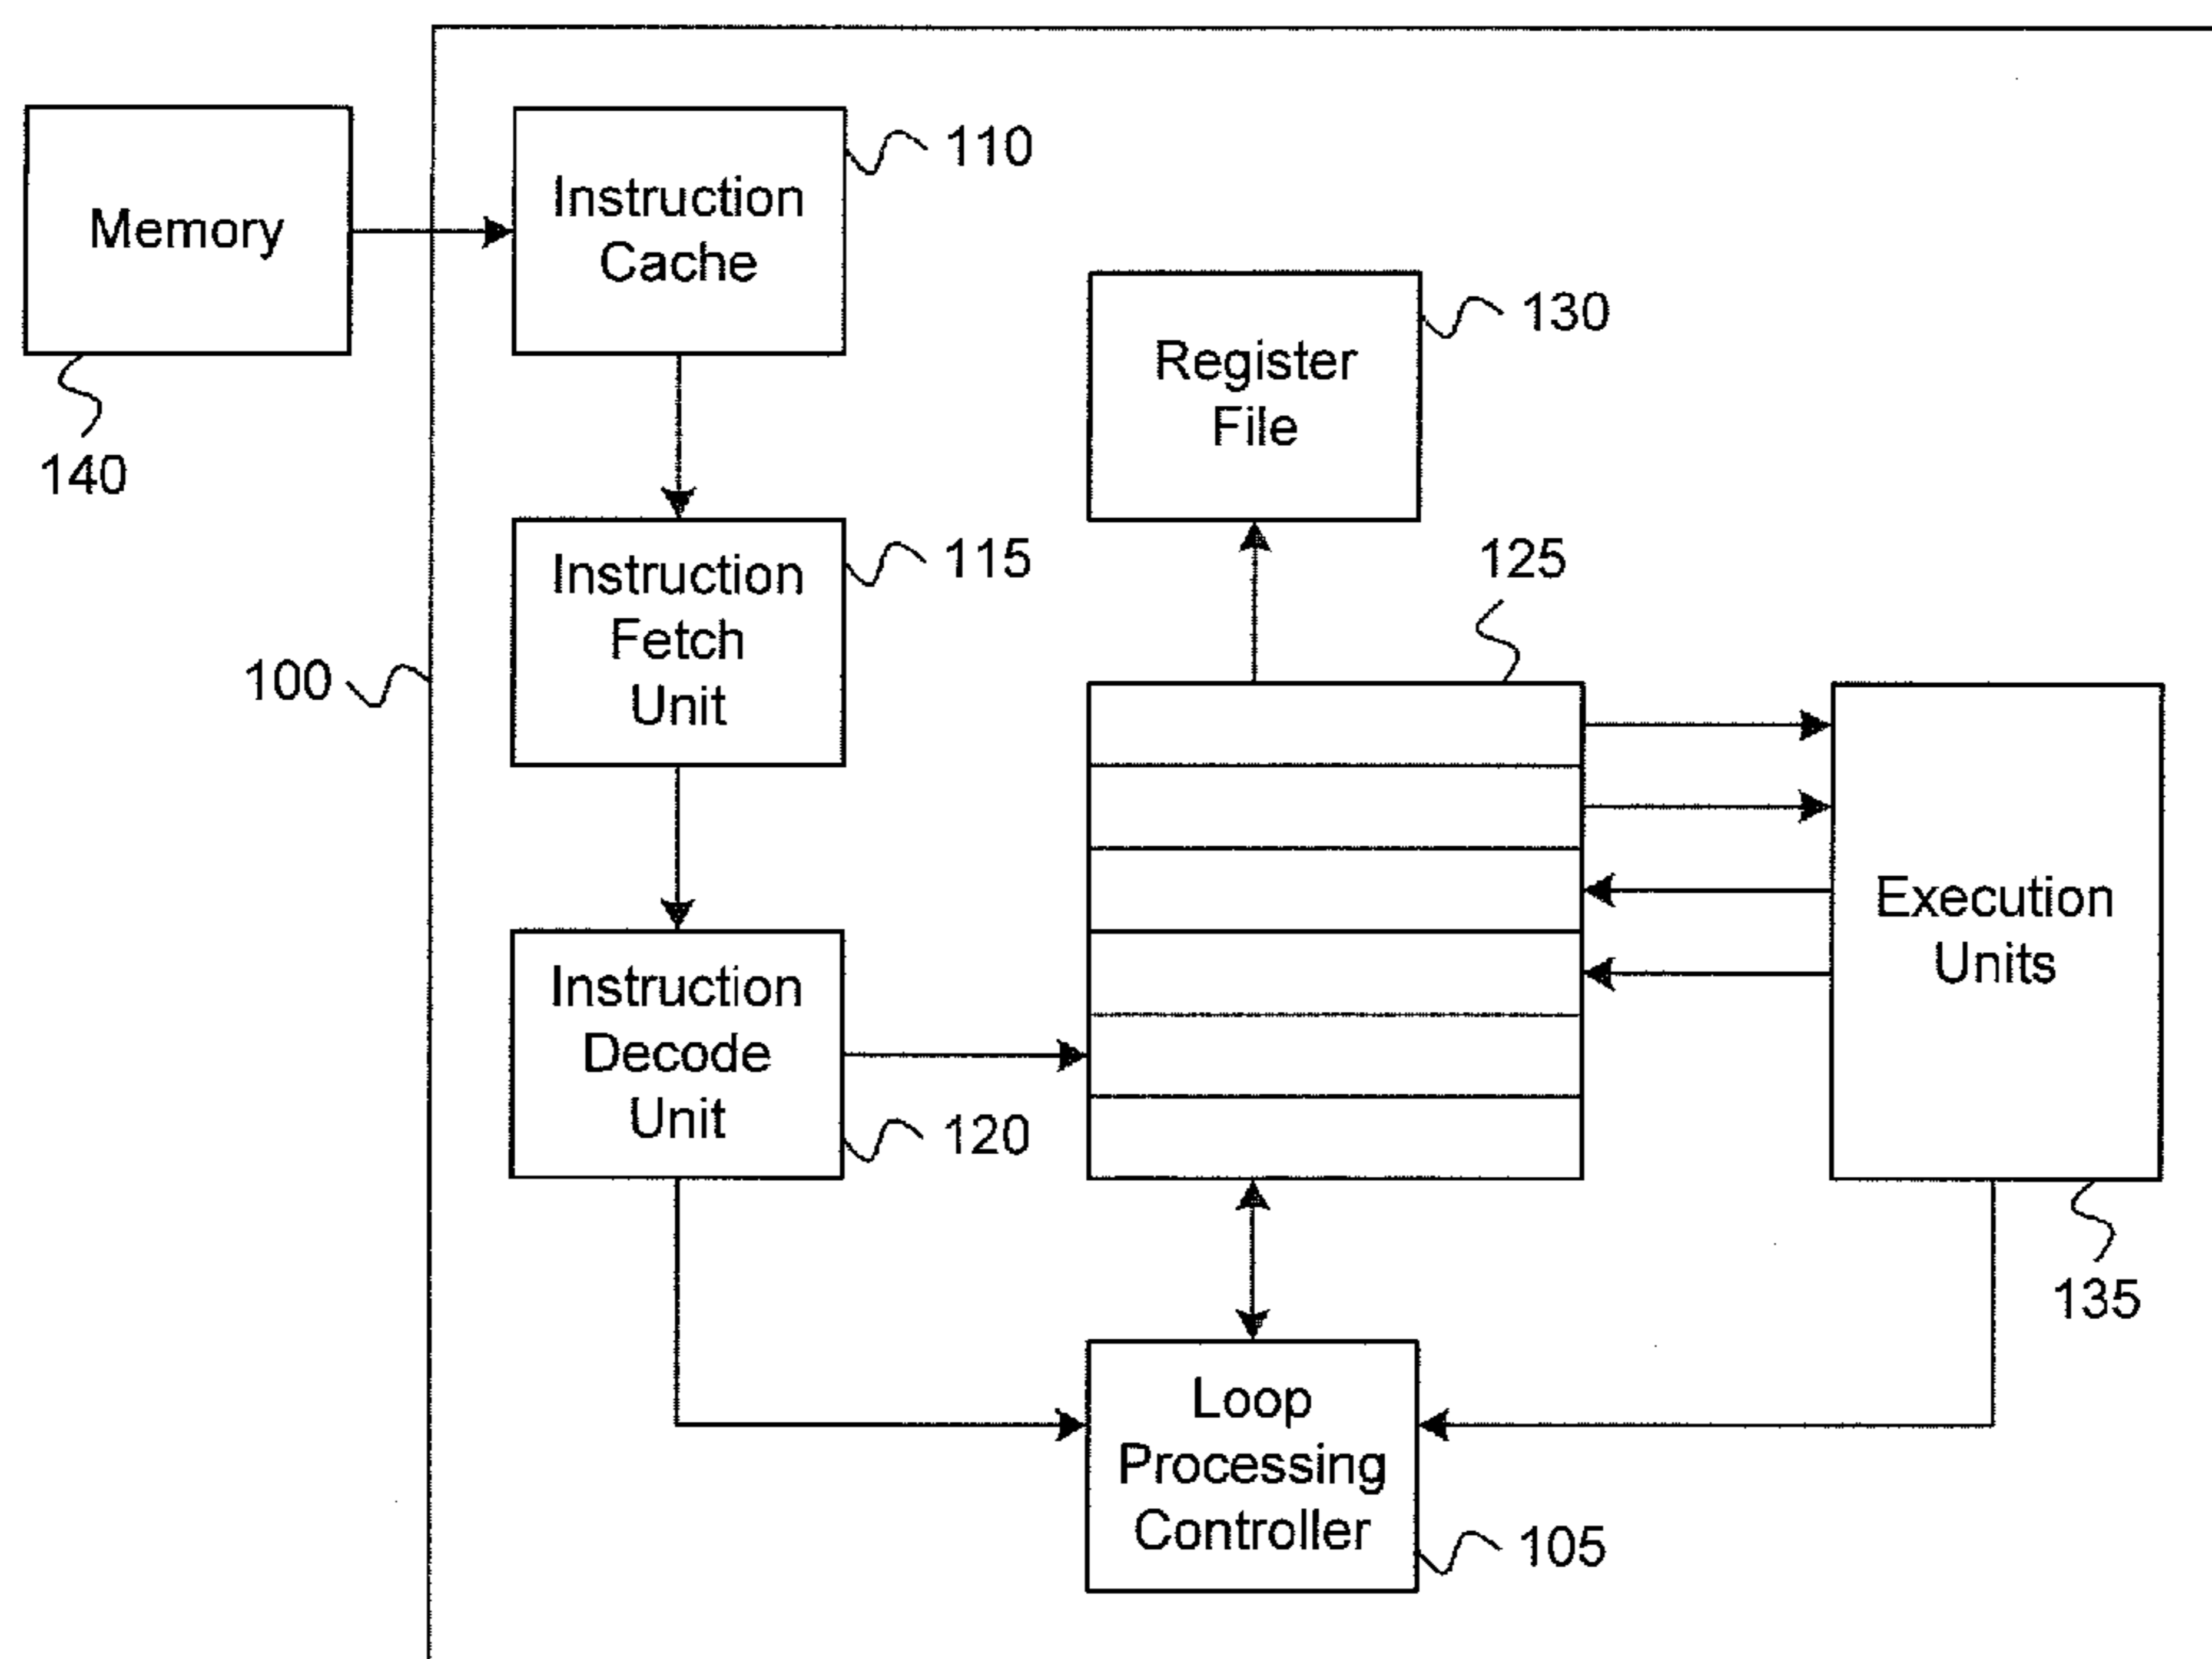 Memory
140
Instruction
Cache
110
Register
File
130
Instruction
Fetch
Unit
115
125
100
Execution
Units
135
Instruction
Decode
Unit
120
Loop
Processing
Controller
105